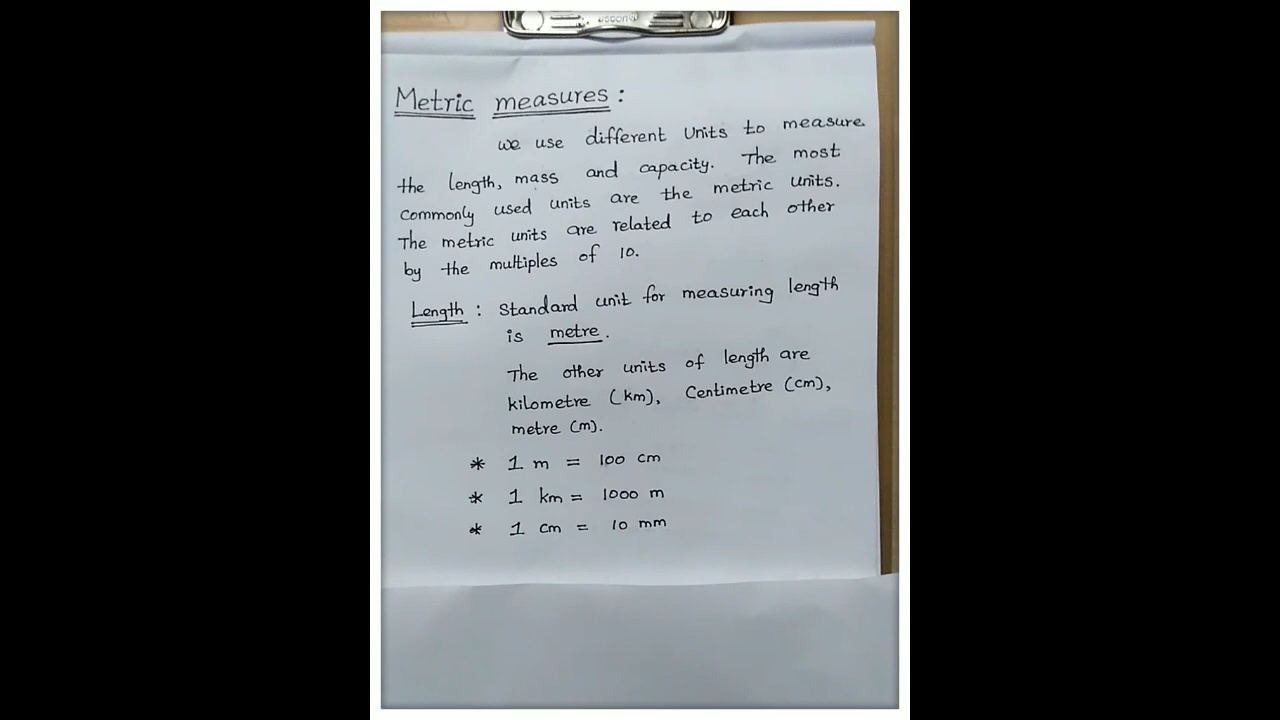 Metric measures :
we use different Units to measure
the length, mass and capacity. The most
commonly used units are the metric units.
The metric units are related to each other
by the multiples of 10.
Length : Standard unit for measuring length
is metre.
The other units of length are
kilometre (km), Centimetre (cm),
metre (m).
* 1 m = 100 cm
* 1 km = 1000 m
* 1 cm = 10 mm